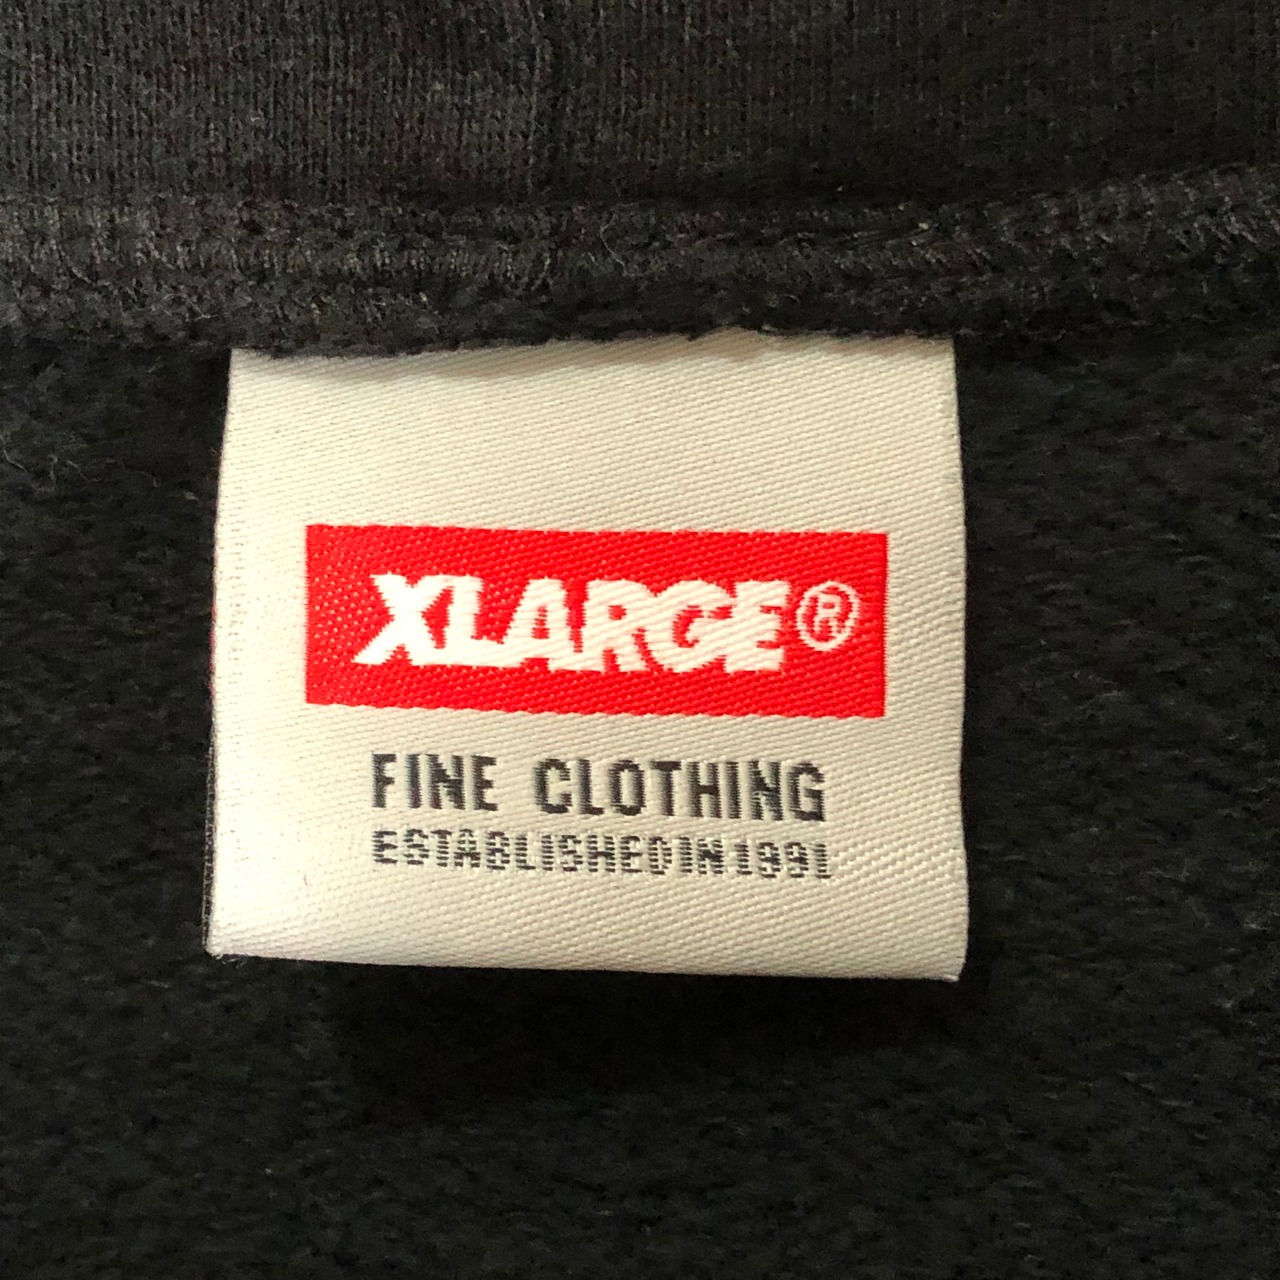 XLARGE®
FINE CLOTHING
ESTABLISHED IN 1991